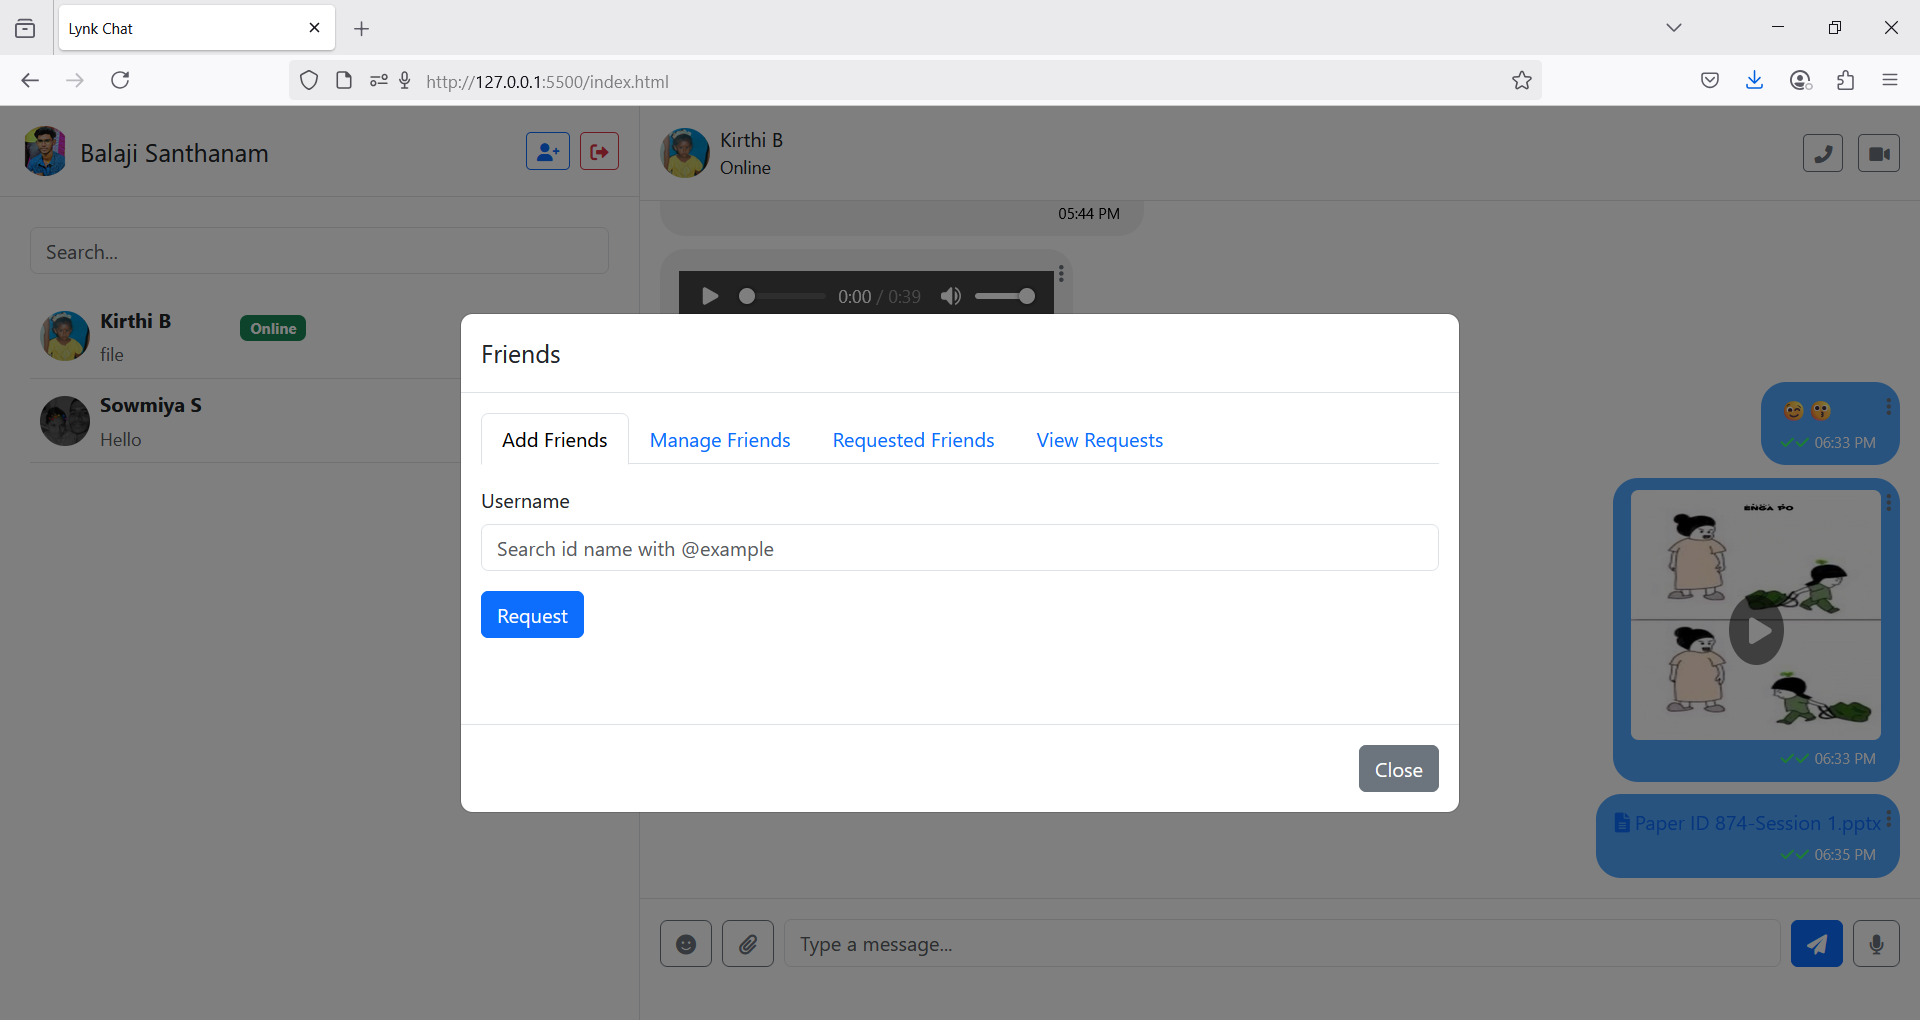 Lynk Chat
http://127.0.0.1:5500/index.html
Balaji Santhanam
Search...
Kirthi B
Online
file
Sowmiya S
Hello
Kirthi B
Online
05:44 PM
0:00 / 0:39
06:33 PM
ENGA PO
06:33 PM
Paper ID 874-Session 1.pptx
06:35 PM
Type a message...
Friends
Add Friends
Manage Friends
Requested Friends
View Requests
Username
Search id name with @example
Request
Close